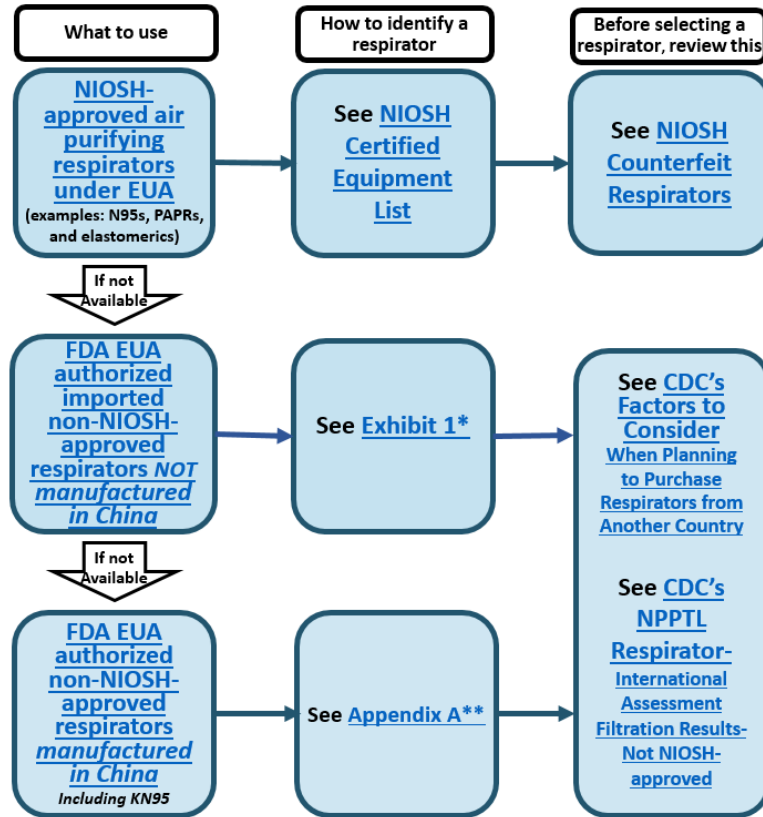 What to use
How to identify a
respirator
Before selecting a
respirator, review this
NIOSH-
approved air
purifying
respirators
under EUA
(examples: N95s, PAPRs,
and elastomerics)
See NIOSH
Certified
Equipment
List
See NIOSH
Counterfeit
Respirators
If not
Available
FDA EUA
authorized
imported
non-NIOSH-
approved
respirators NOT
manufactured
in China
See Exhibit 1*
See CDC’s
Factors to
Consider
When Planning
to Purchase
Respirators from
Another Country
If not
Available
FDA EUA
authorized
non-NIOSH-
approved
respirators
manufactured
in China
Including KN95
See Appendix A**
See CDC’s
NPPTL
Respirator-
International
Assessment
Filtration Results-
Not NIOSH-
approved